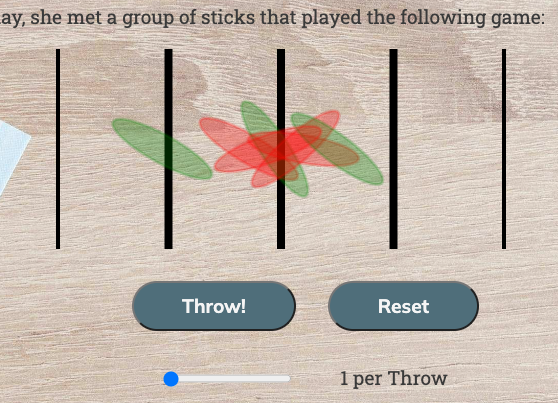 ay, she met a group of sticks that played the following game:
Throw!
Reset
1 per Throw